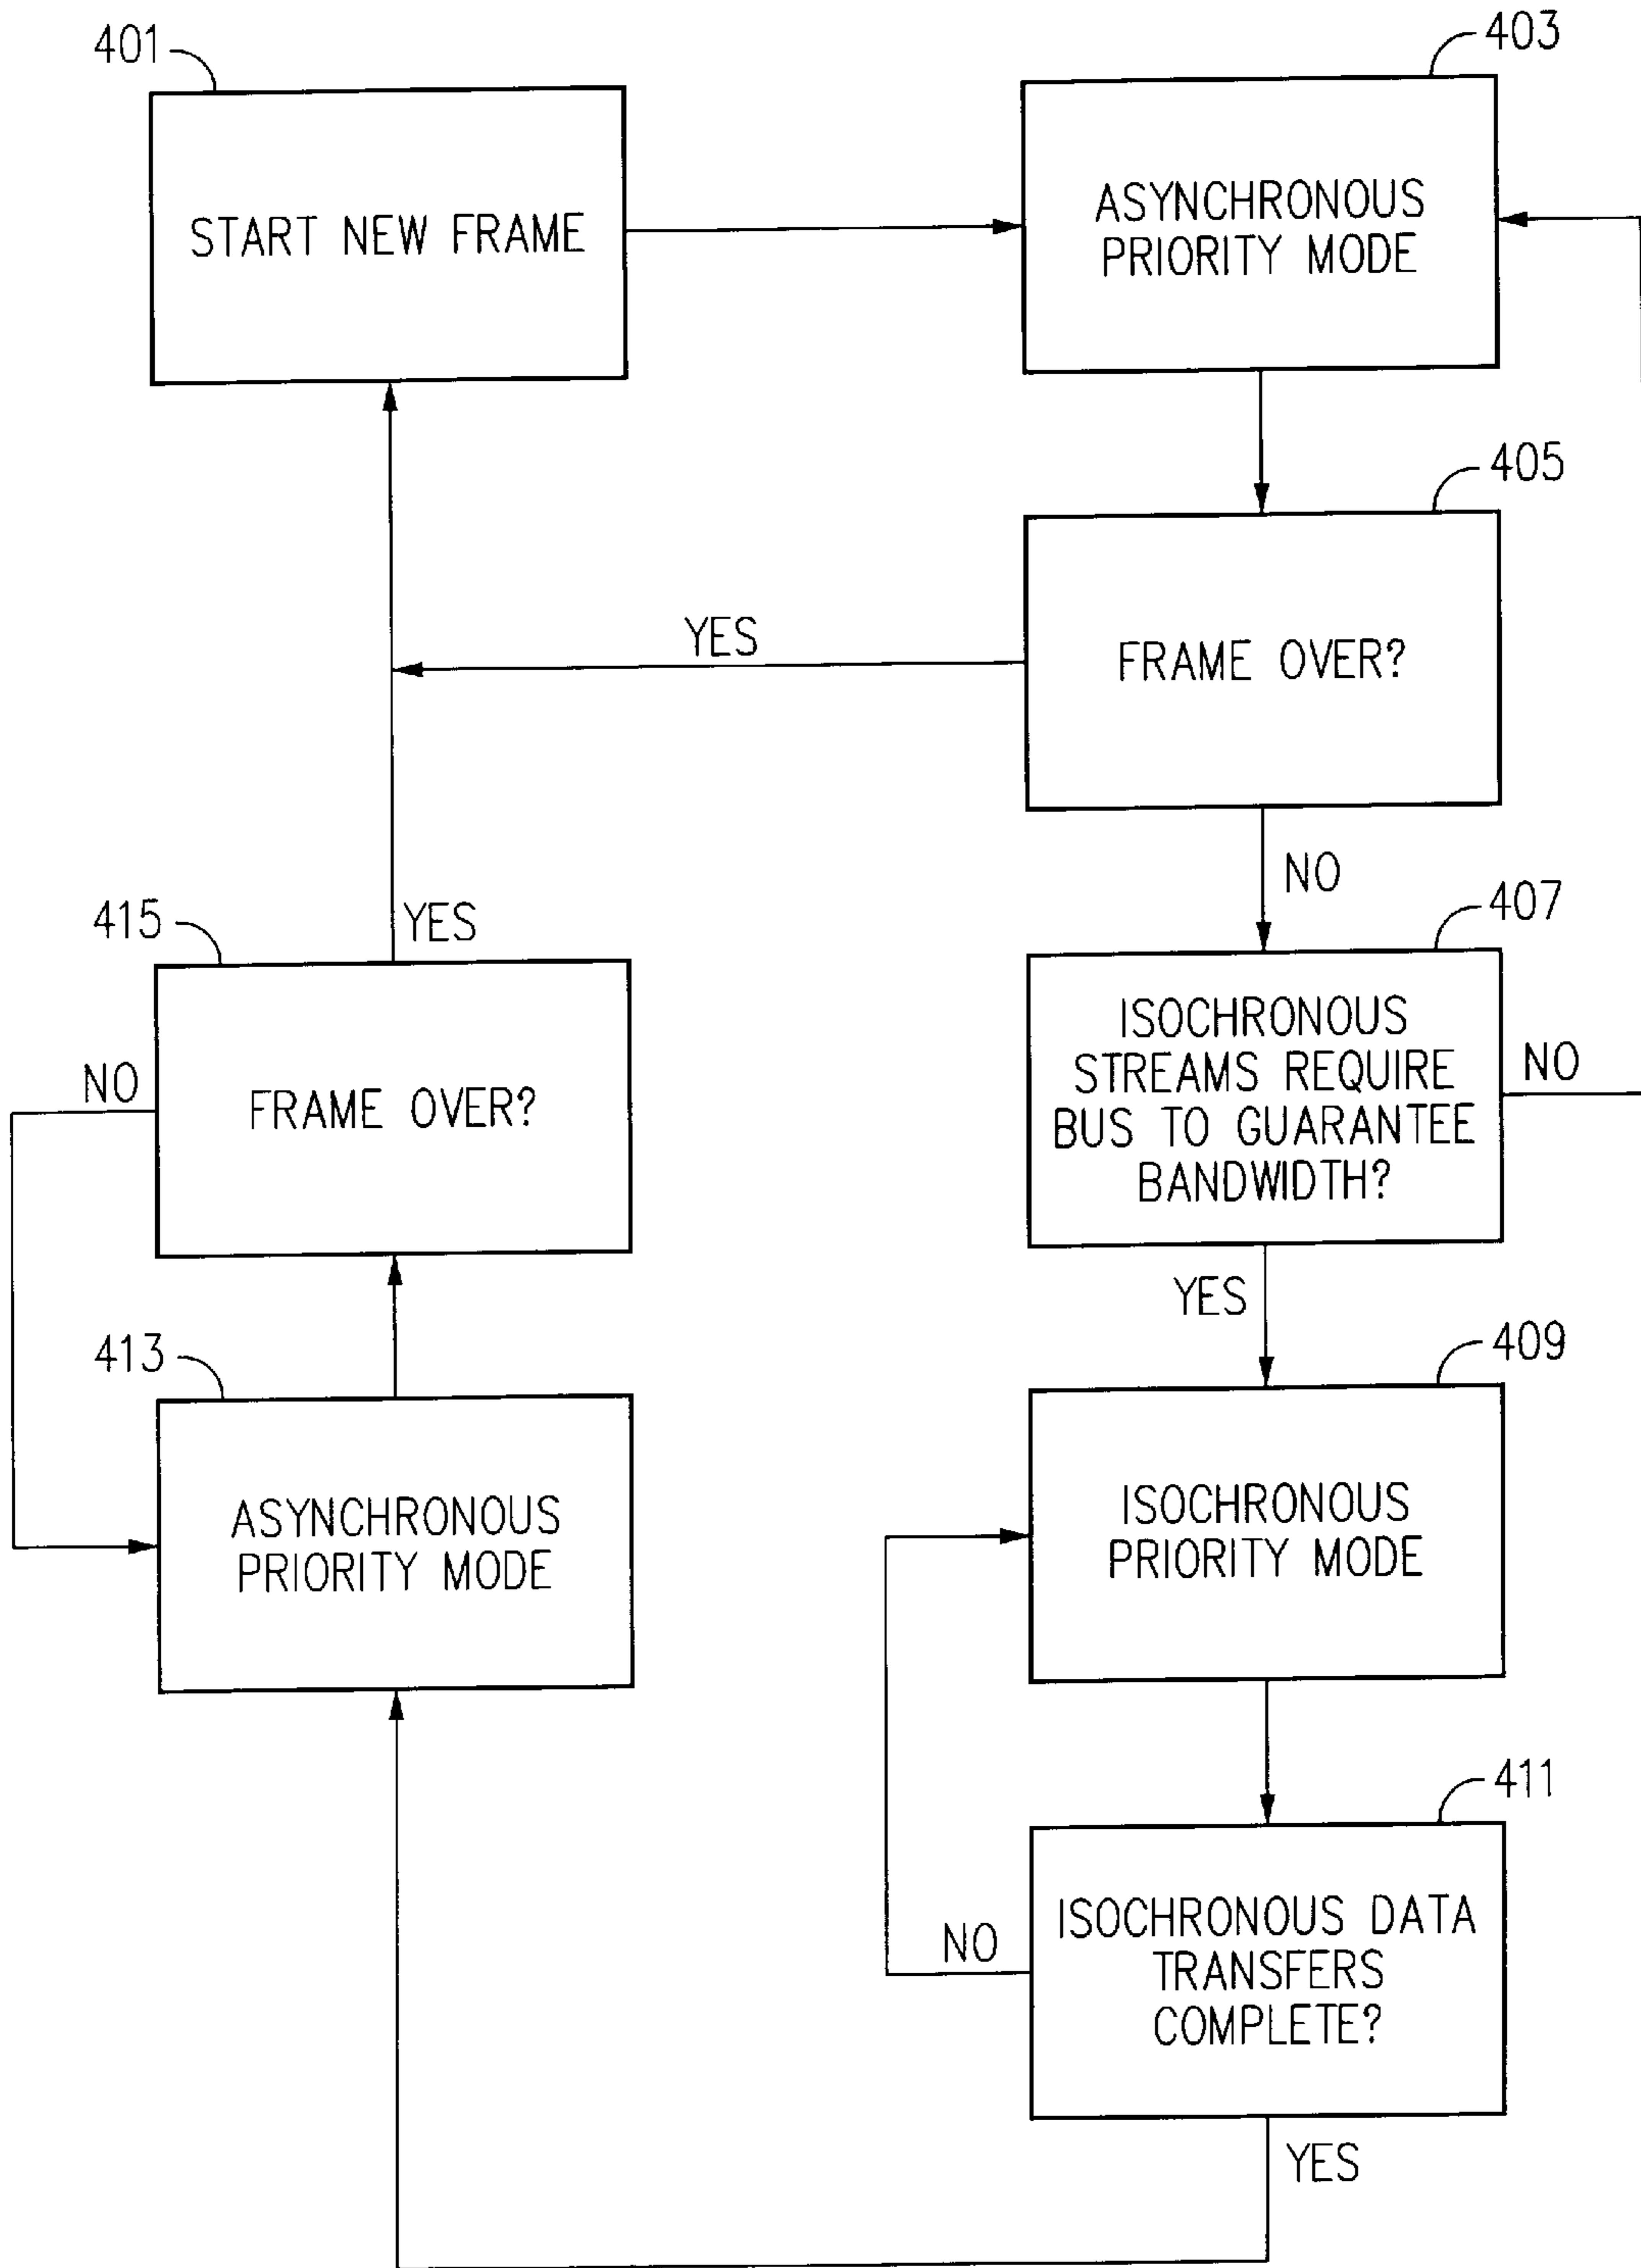 401
START NEW FRAME
403
ASYNCHRONOUS
PRIORITY MODE
405
FRAME OVER?
YES
NO
407
ISOCHRONOUS
STREAMS REQUIRE
BUS TO GUARANTEE
BANDWIDTH?
NO
YES
409
ISOCHRONOUS
PRIORITY MODE
411
ISOCHRONOUS DATA
TRANSFERS
COMPLETE?
NO
YES
413
ASYNCHRONOUS
PRIORITY MODE
415
FRAME OVER?
NO
YES